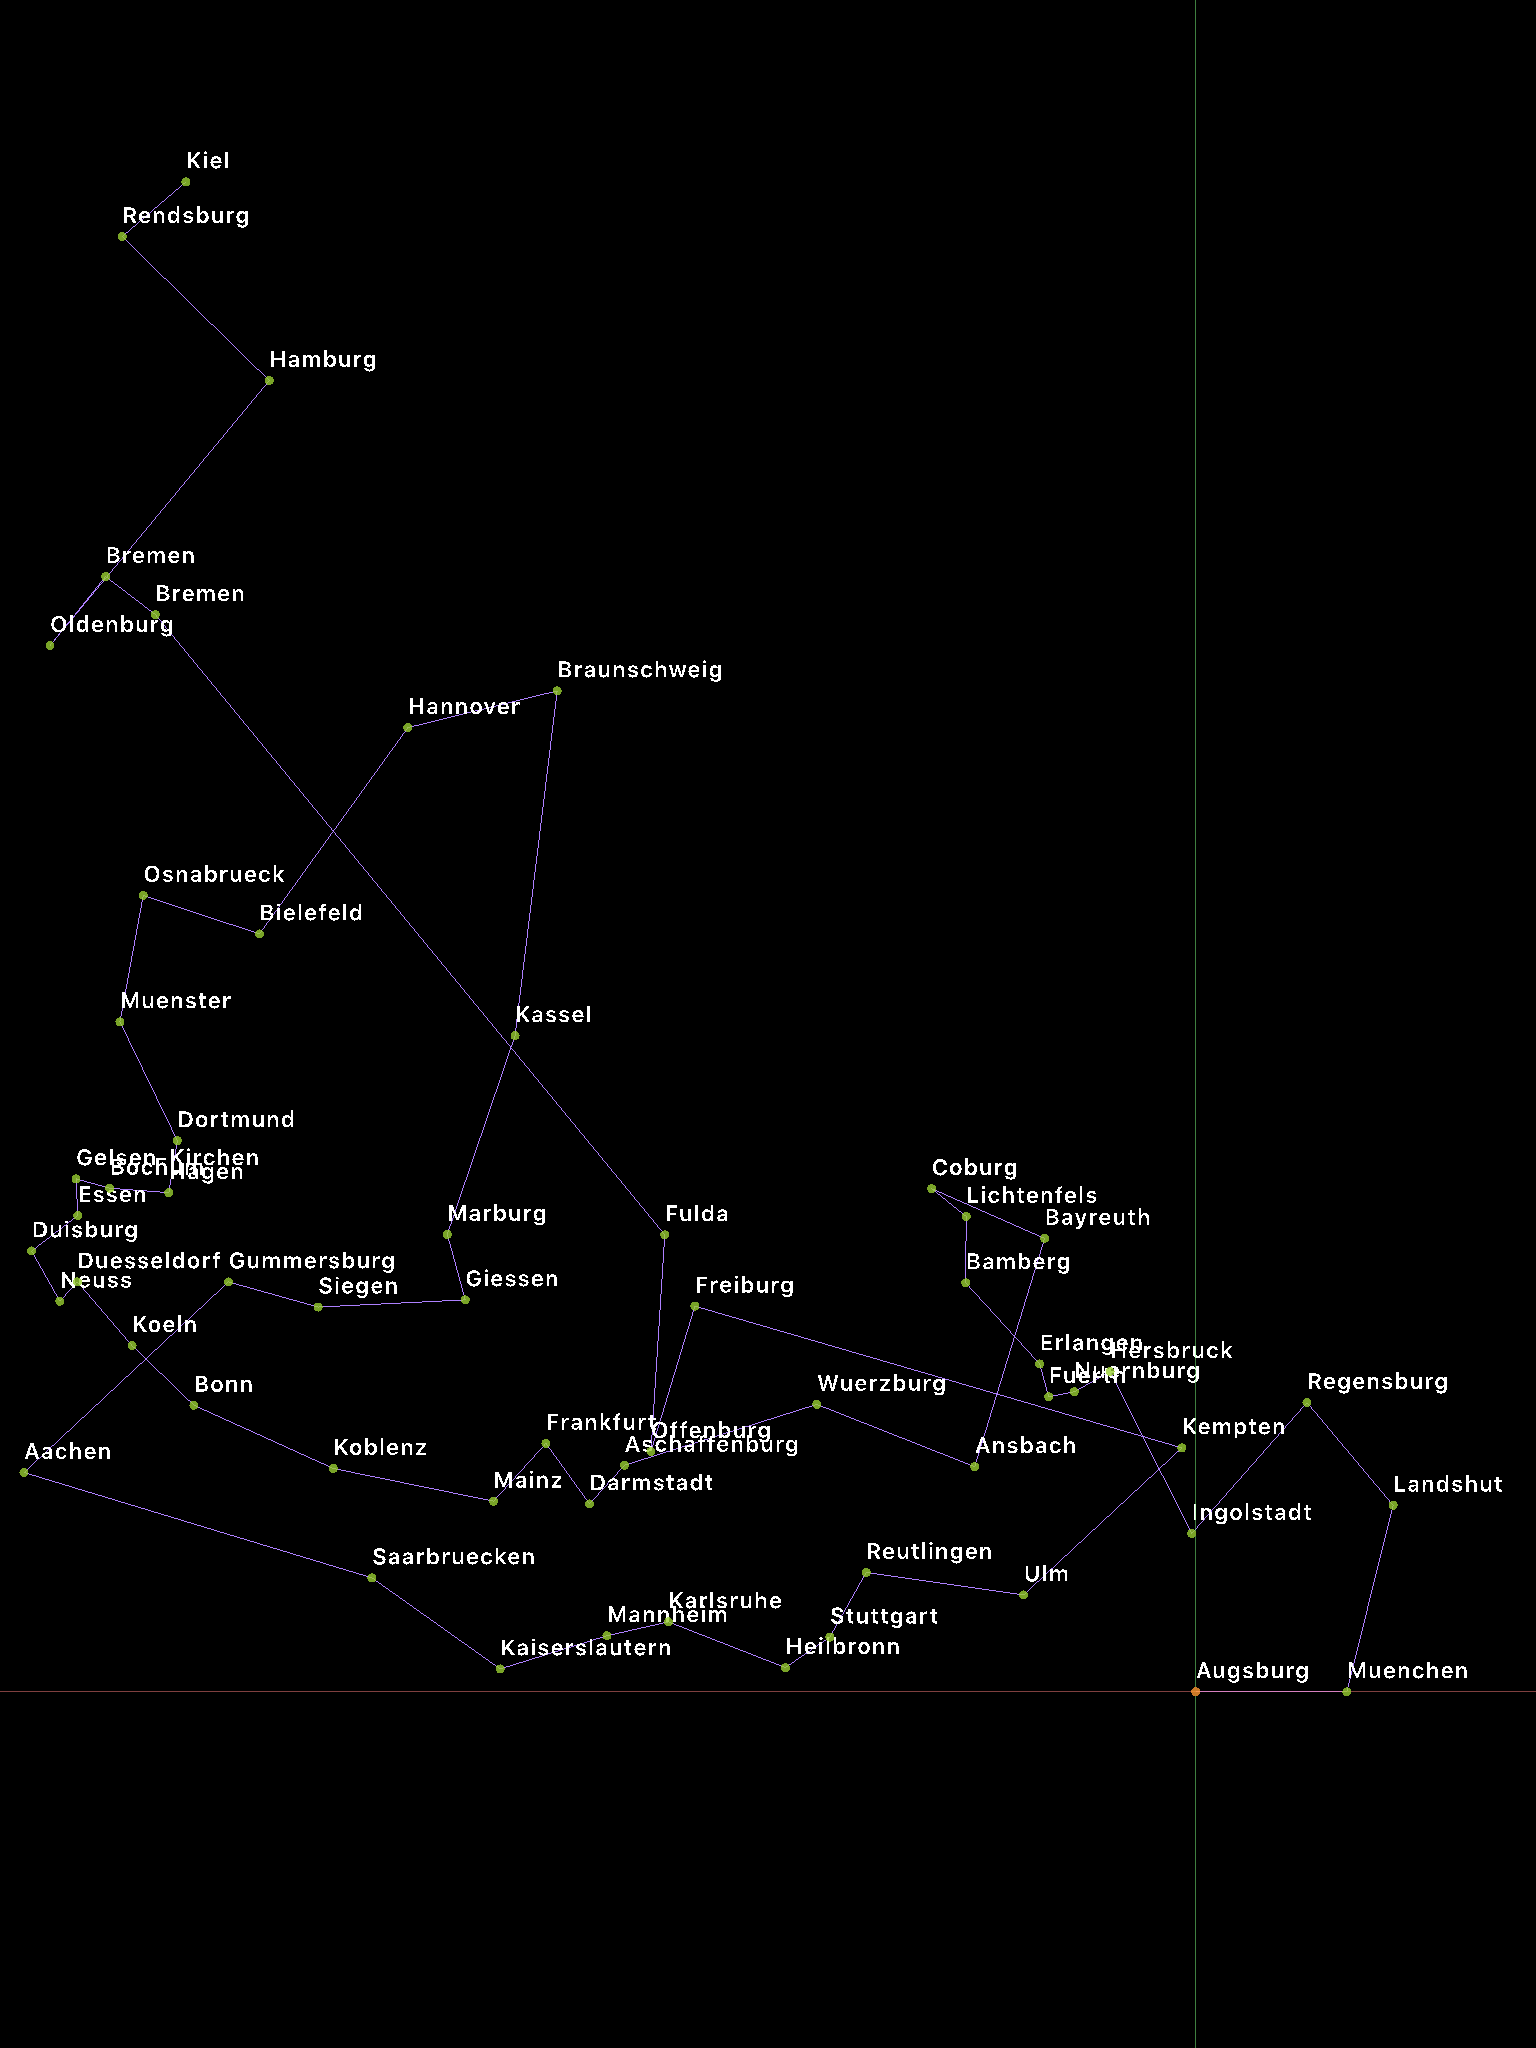 Kiel
Rendsburg
Hamburg
Bremen
Bremen
Oldenburg
Braunschweig
Hannover
Osnabrueck
Bielefeld
Muenster
Kassel
Dortmund
Gelsen Kirchen
Bochum
Hagen
Essen
Coburg
Lichtenfels
Duisburg
Marburg
Fulda
Bayreuth
Duesseldorf
Gummersburg
Bamberg
Neuss
Siegen
Giessen
Freiburg
Koeln
Erlangen
Hersbruck
Fuerth
Nuernburg
Bonn
Wuerzburg
Regensburg
Frankfurt
Offenburg
Kempten
Aachen
Koblenz
Aschaffenburg
Ansbach
Mainz
Darmstadt
Landshut
Ingolstadt
Saarbruecken
Reutlingen
Ulm
Karlsruhe
Mannheim
Stuttgart
Kaiserslautern
Heilbronn
Augsburg
Muenchen